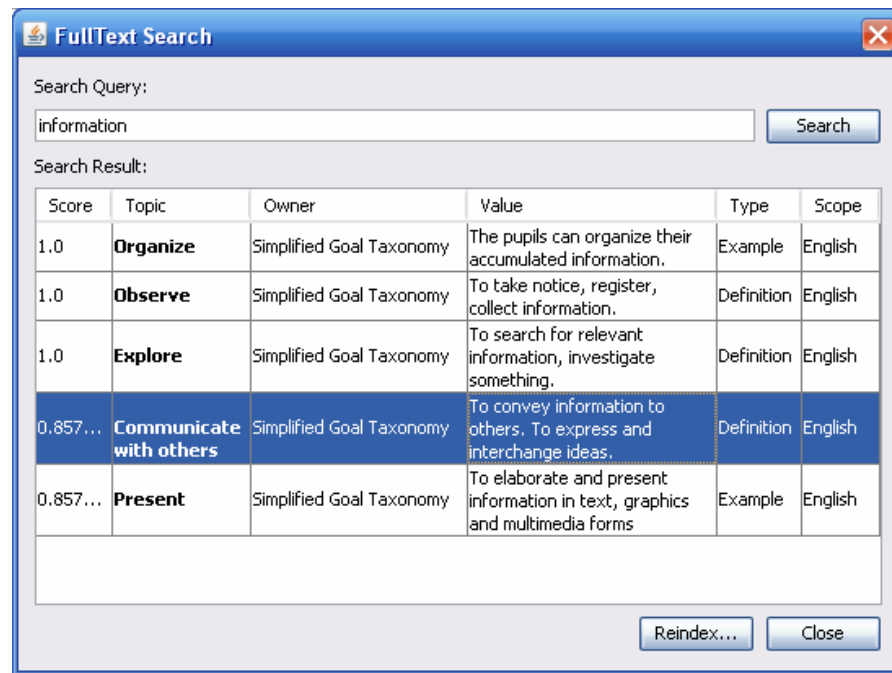 FullText Search
Search Query:
information
Search
Search Result:
Score Topic Owner Value Type Scope
1.0 Organize Simplified Goal Taxonomy The pupils can organize their accumulated information. Example English
1.0 Observe Simplified Goal Taxonomy To take notice, register, collect information. Definition English
1.0 Explore Simplified Goal Taxonomy To search for relevant information, investigate something. Definition English
0.857... Communicate with others Simplified Goal Taxonomy To convey information to others. To express and interchange ideas. Definition English
0.857... Present Simplified Goal Taxonomy To elaborate and present information in text, graphics and multimedia forms Example English
Reindex... Close